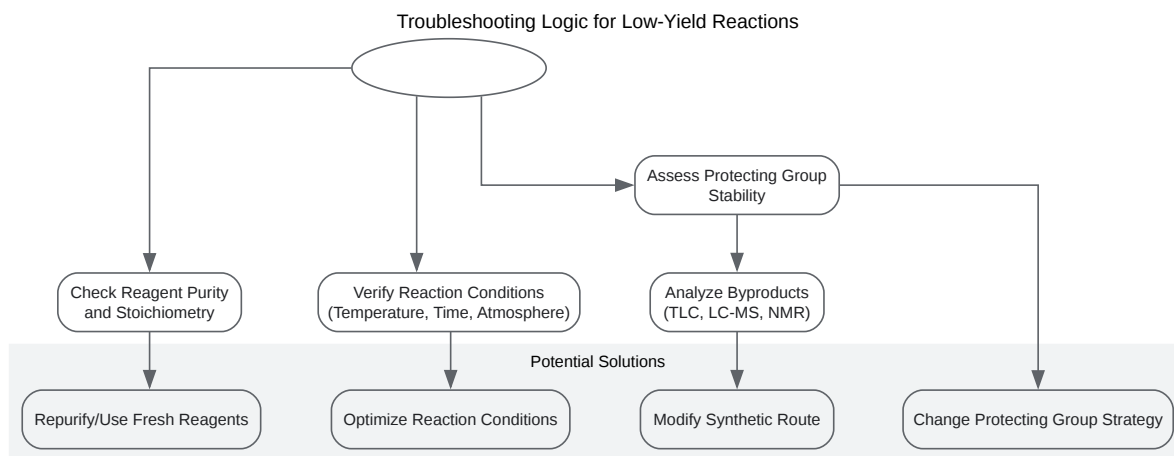 Troubleshooting Logic for Low-Yield Reactions
Assess Protecting Group
Stability
Check Reagent Purity
and Stoichiometry
Verify Reaction Conditions
(Temperature, Time, Atmosphere)
Analyze Byproducts
(TLC, LC-MS, NMR)
Potential Solutions
Repurify/Use Fresh Reagents
Optimize Reaction Conditions
Modify Synthetic Route
Change Protecting Group Strategy